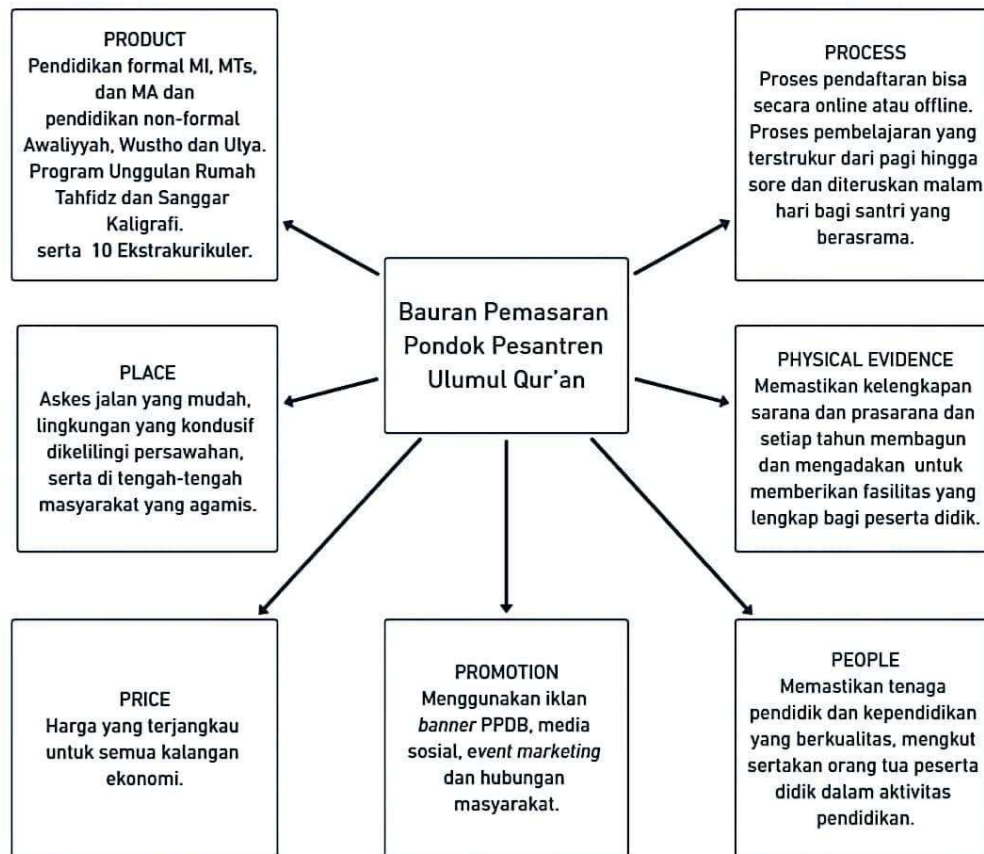 PRODUCT
Pendidikan formal MI, MTs,
dan MA dan
pendidikan non-formal
Awaliyyah, Wustho dan Ulya.
Program Unggulan Rumah
Tahfidz dan Sanggar
Kaligrafi.
serta 10 Ekstrakurikuler.
PROCESS
Proses pendaftaran bisa
secara online atau offline.
Proses pembelajaran yang
terstrukur dari pagi hingga
sore dan diteruskan malam
hari bagi santri yang
berasrama.
Bauran Pemasaran
Pondok Pesantren
Ulumul Qur'an
PLACE
Askes jalan yang mudah,
lingkungan yang kondusif
dikelilingi persawahan,
serta di tengah-tengah
masyarakat yang agamis.
PHYSICAL EVIDENCE
Memastikan kelengkapan
sarana dan prasarana dan
setiap tahun membagun
dan mengadakan untuk
memberikan fasilitas yang
lengkap bagi peserta didik.
PRICE
Harga yang terjangkau
untuk semua kalangan
ekonomi.
PROMOTION
Menggunakan iklan
banner PPDB, media
sosial, event marketing
dan hubungan
masyarakat.
PEOPLE
Memastikan tenaga
pendidik dan kependidikan
yang berkualitas, mengkut
sertakan orang tua peserta
didik dalam aktivitas
pendidikan.